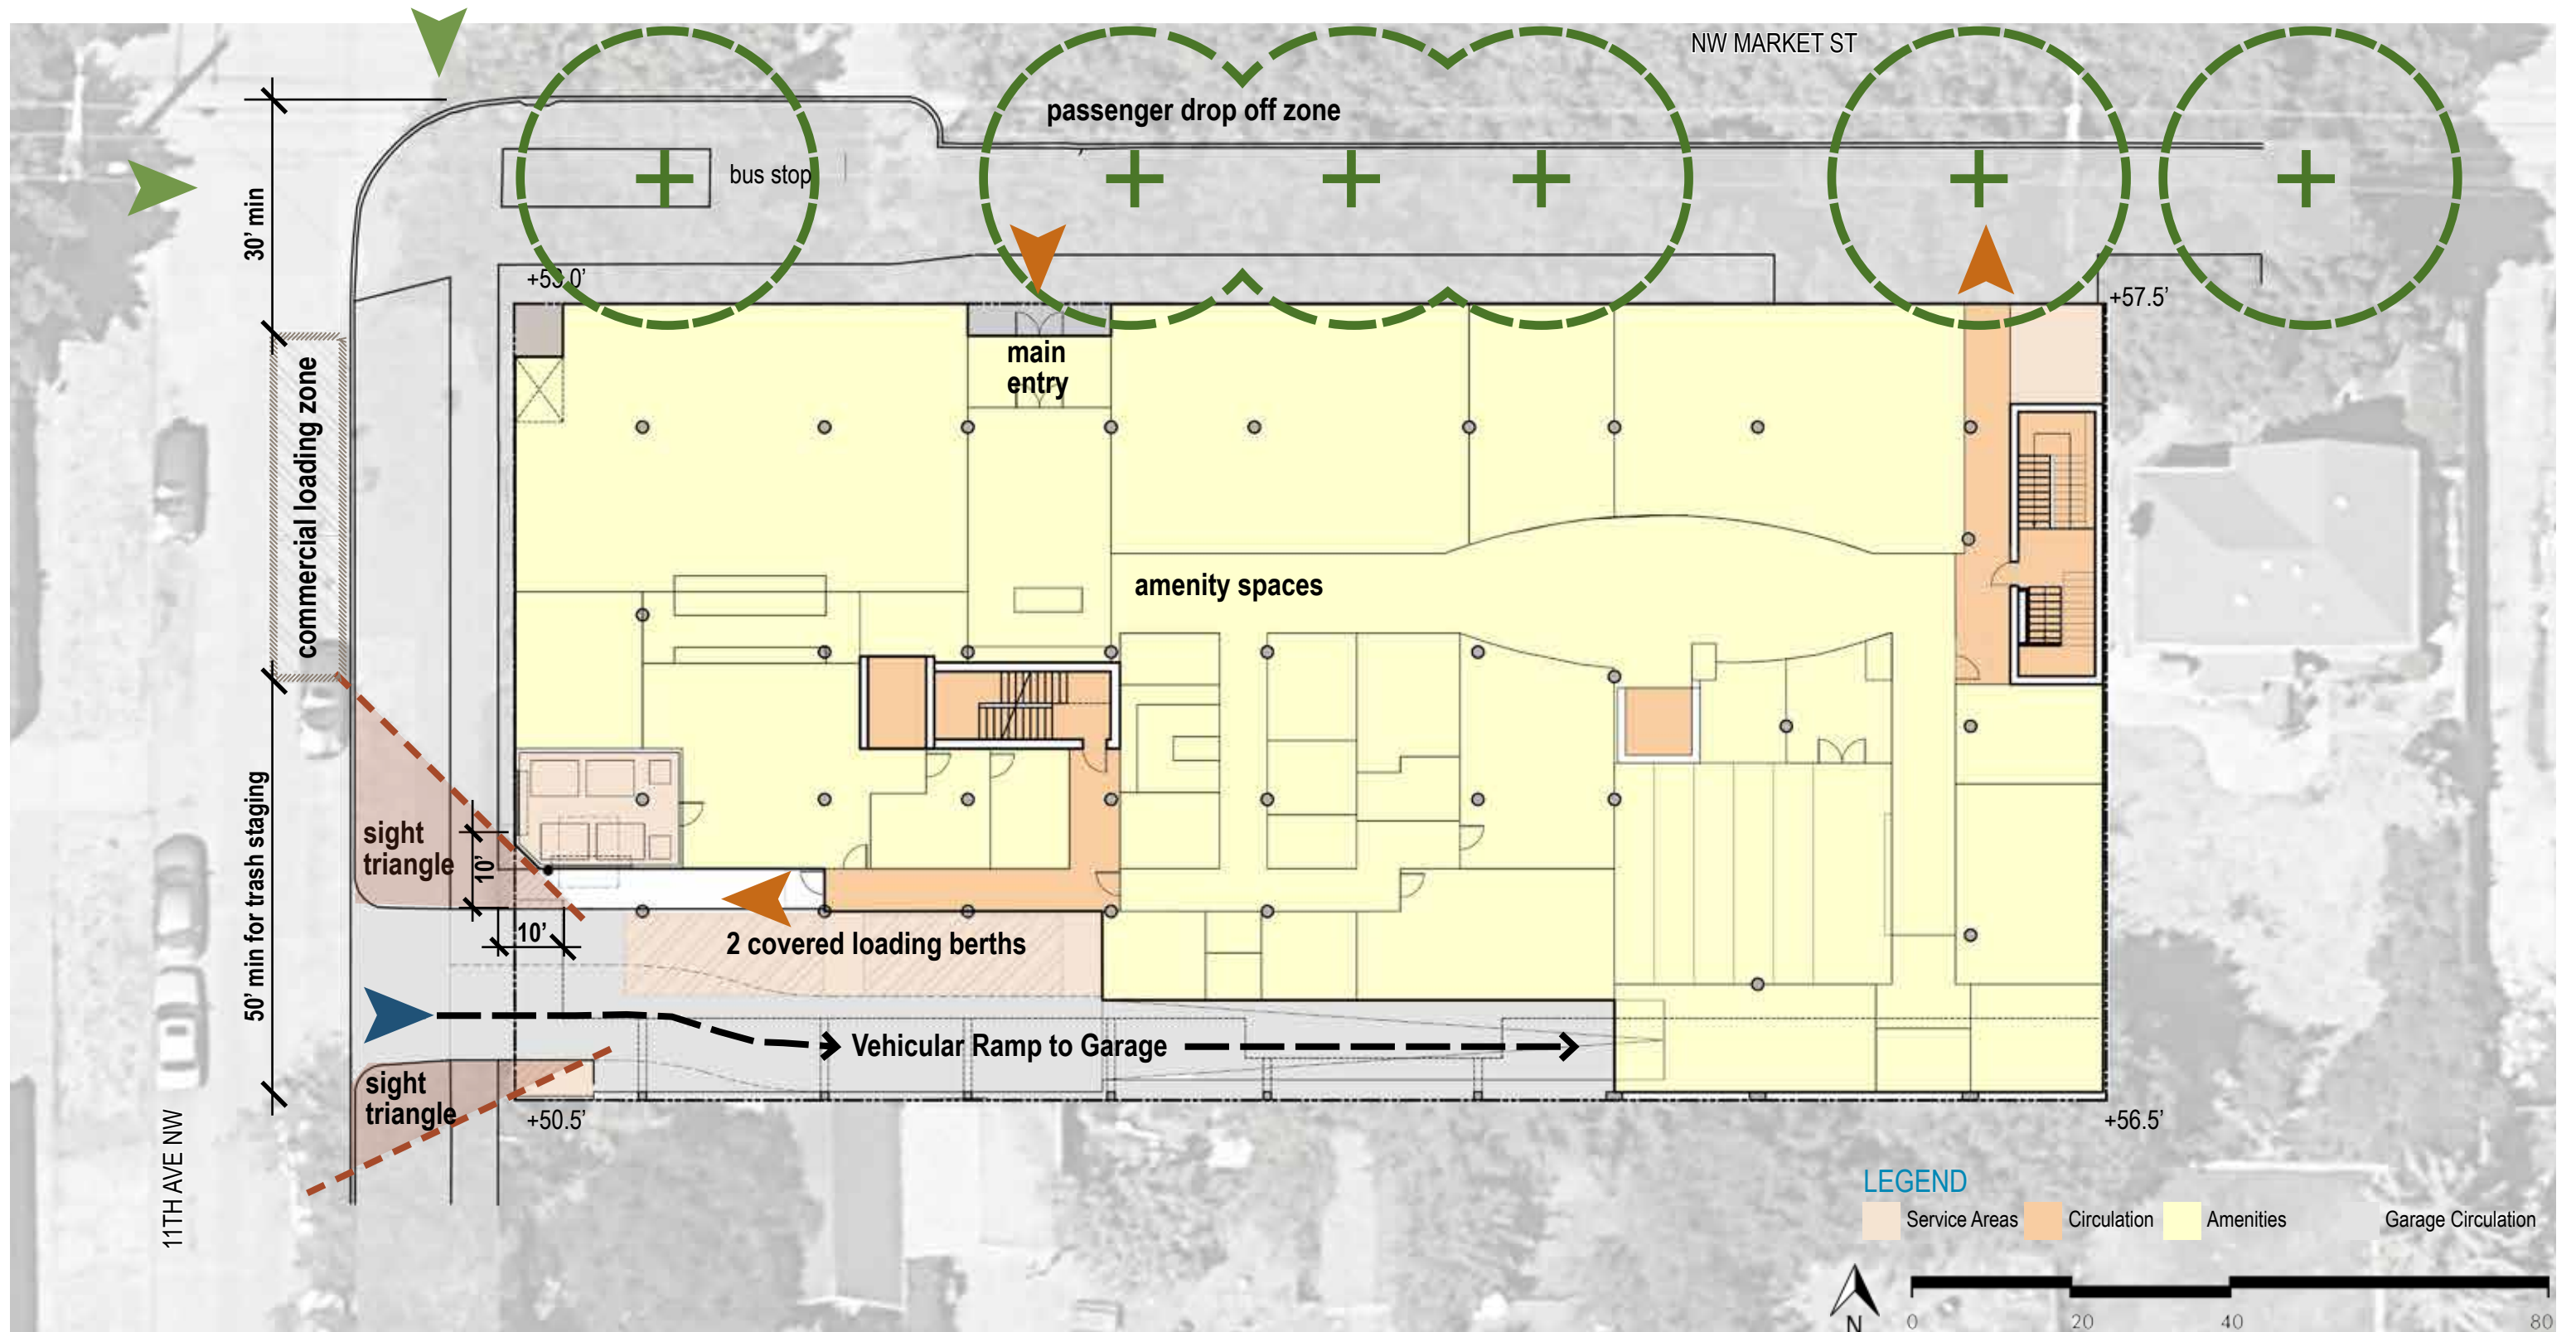 NW MARKET ST
passenger drop off zone
bus stop
30’ min
+53.0’
+57.5’
main
entry
commercial loading zone
amenity spaces
50’ min for trash staging
sight
triangle
10’
10’
2 covered loading berths
Vehicular Ramp to Garage
sight
triangle
+50.5’
+56.5’
11TH AVE NW
LEGEND
Service Areas
Circulation
Amenities
Garage Circulation
N
0
20
40
80